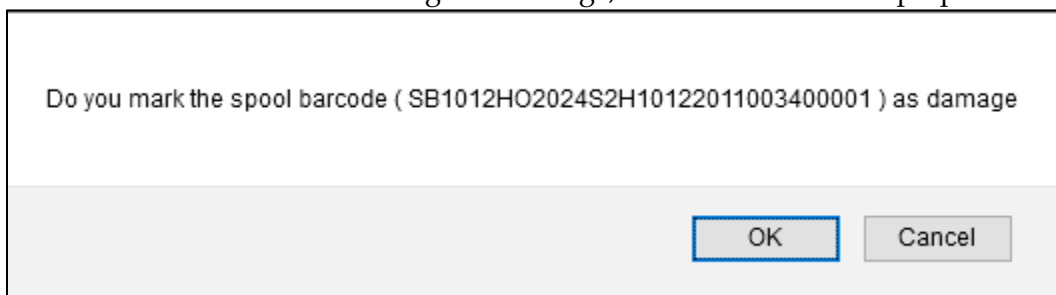 Do you mark the spool barcode ( SB1012HO2024S2H10122011003400001 ) as damage
OK
Cancel